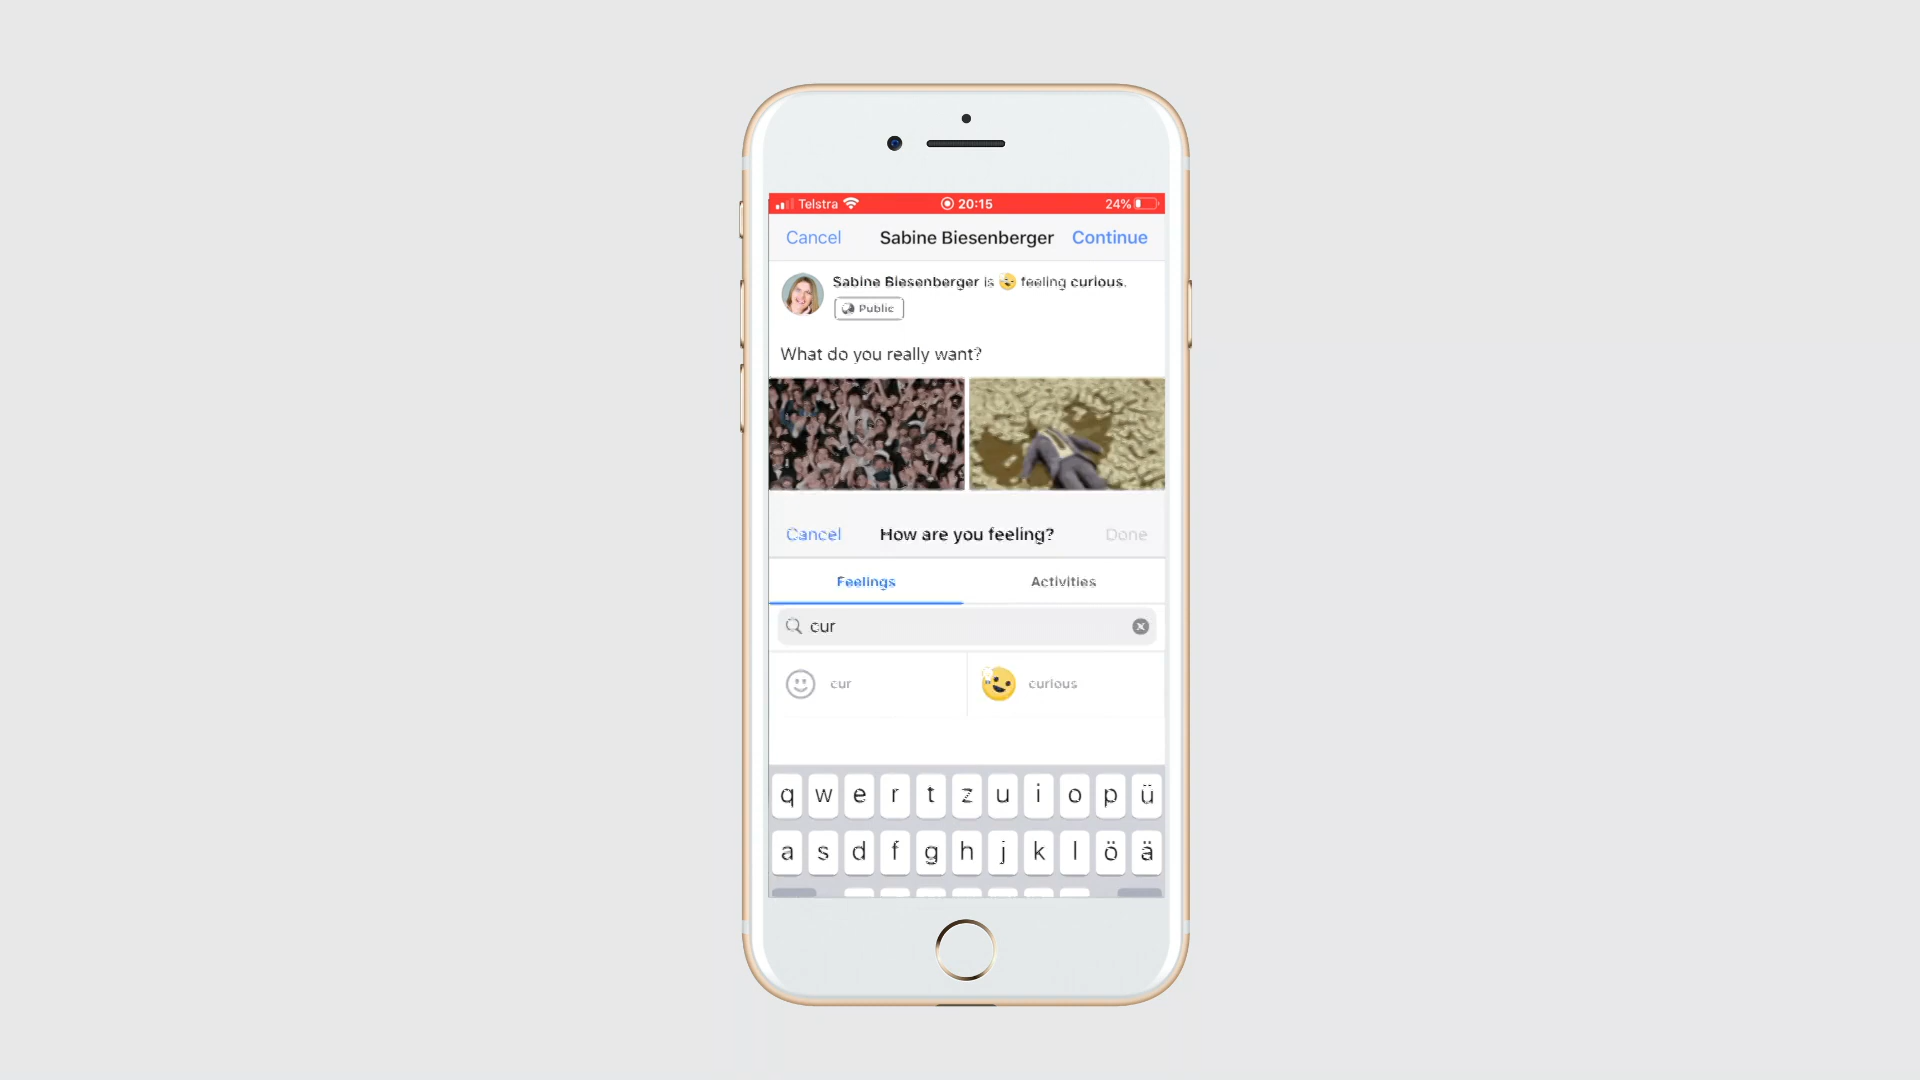 Telstra 20:15 24%
Cancel Sabine Biesenberger Continue
Sabine Biesenberger is feeling curious.
Public
What do you really want?
Cancel How are you feeling? Done
Feelings Activities
cur
cur curious
q w e r t z u i o p ü
a s d f g h j k l ö ä